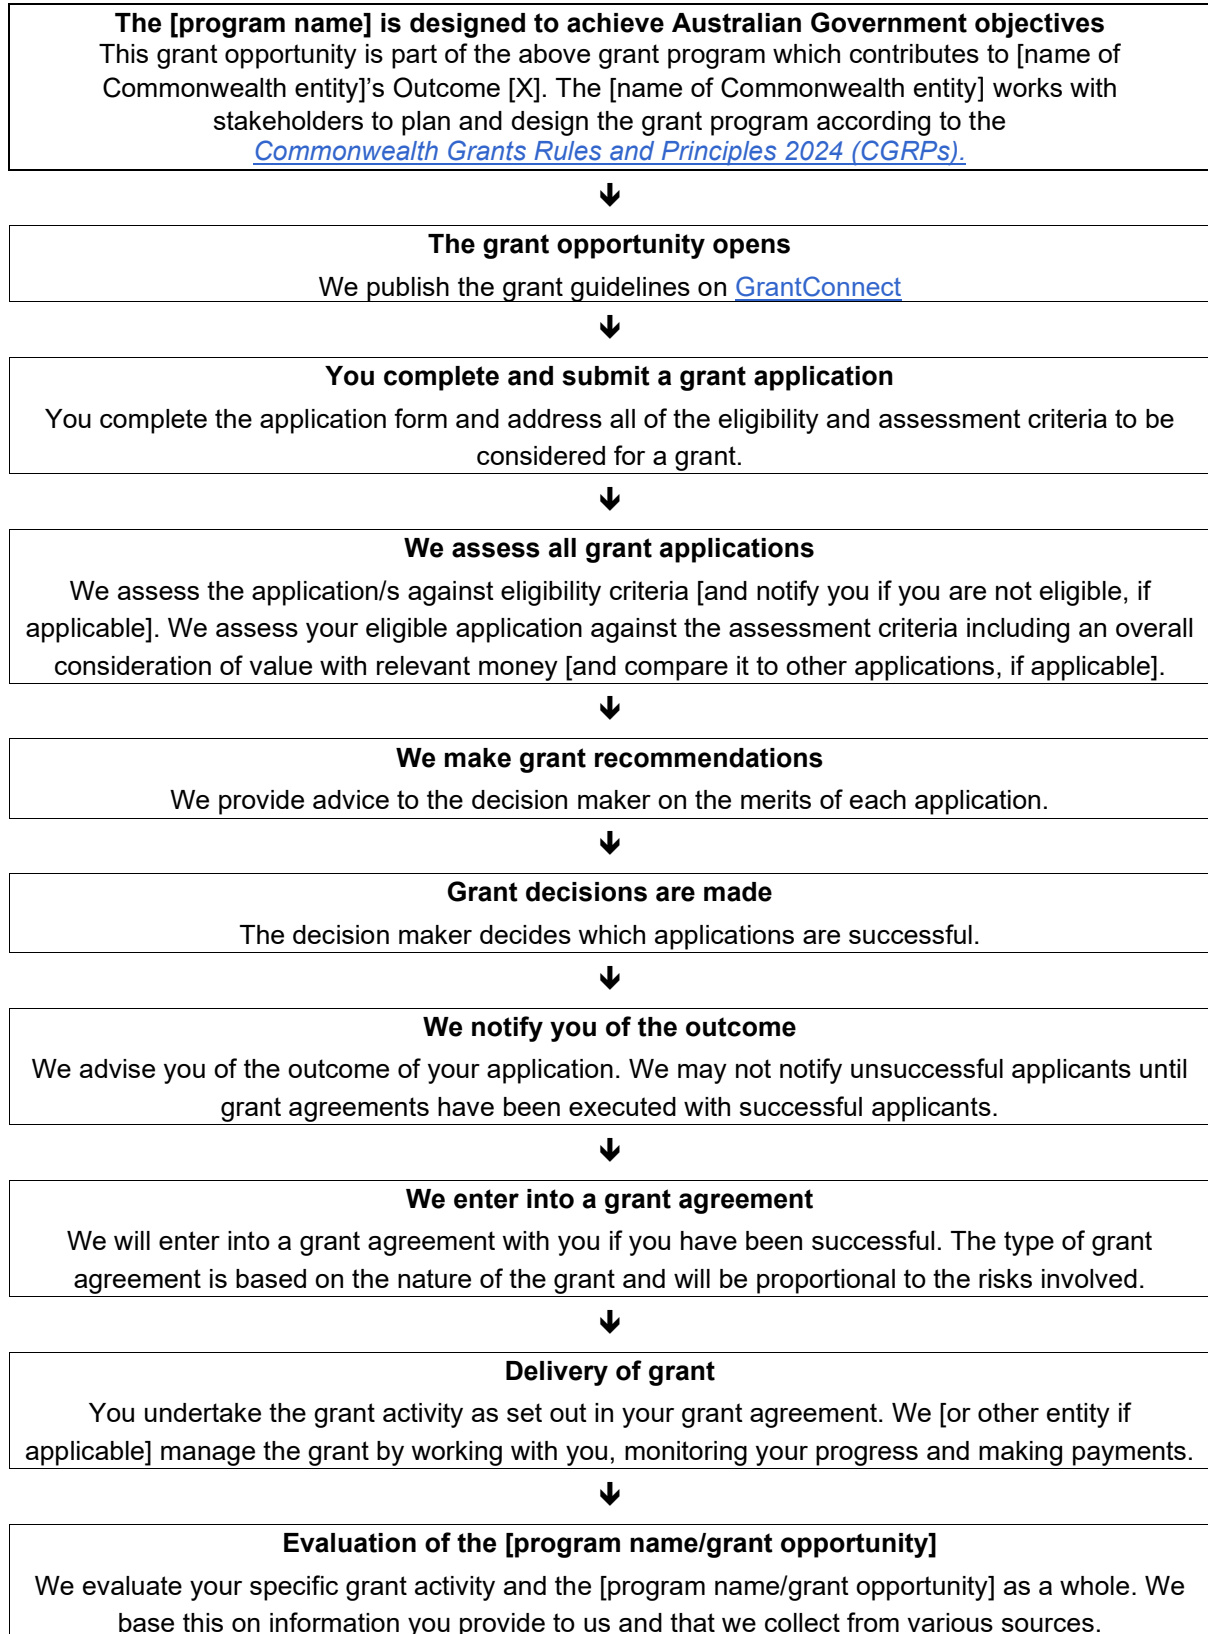 The [program name] is designed to achieve Australian Government objectives
This grant opportunity is part of the above grant program which contributes to [name of
Commonwealth entity]’s Outcome [X]. The [name of Commonwealth entity] works with
stakeholders to plan and design the grant program according to the
Commonwealth Grants Rules and Principles 2024 (CGRPs).
The grant opportunity opens
We publish the grant guidelines on GrantConnect
You complete and submit a grant application
You complete the application form and address all of the eligibility and assessment criteria to be
considered for a grant.
We assess all grant applications
We assess the application/s against eligibility criteria [and notify you if you are not eligible, if
applicable]. We assess your eligible application against the assessment criteria including an overall
consideration of value with relevant money [and compare it to other applications, if applicable].
We make grant recommendations
We provide advice to the decision maker on the merits of each application.
Grant decisions are made
The decision maker decides which applications are successful.
We notify you of the outcome
We advise you of the outcome of your application. We may not notify unsuccessful applicants until
grant agreements have been executed with successful applicants.
We enter into a grant agreement
We will enter into a grant agreement with you if you have been successful. The type of grant
agreement is based on the nature of the grant and will be proportional to the risks involved.
Delivery of grant
You undertake the grant activity as set out in your grant agreement. We [or other entity if
applicable] manage the grant by working with you, monitoring your progress and making payments.
Evaluation of the [program name/grant opportunity]
We evaluate your specific grant activity and the [program name/grant opportunity] as a whole. We
base this on information you provide to us and that we collect from various sources.